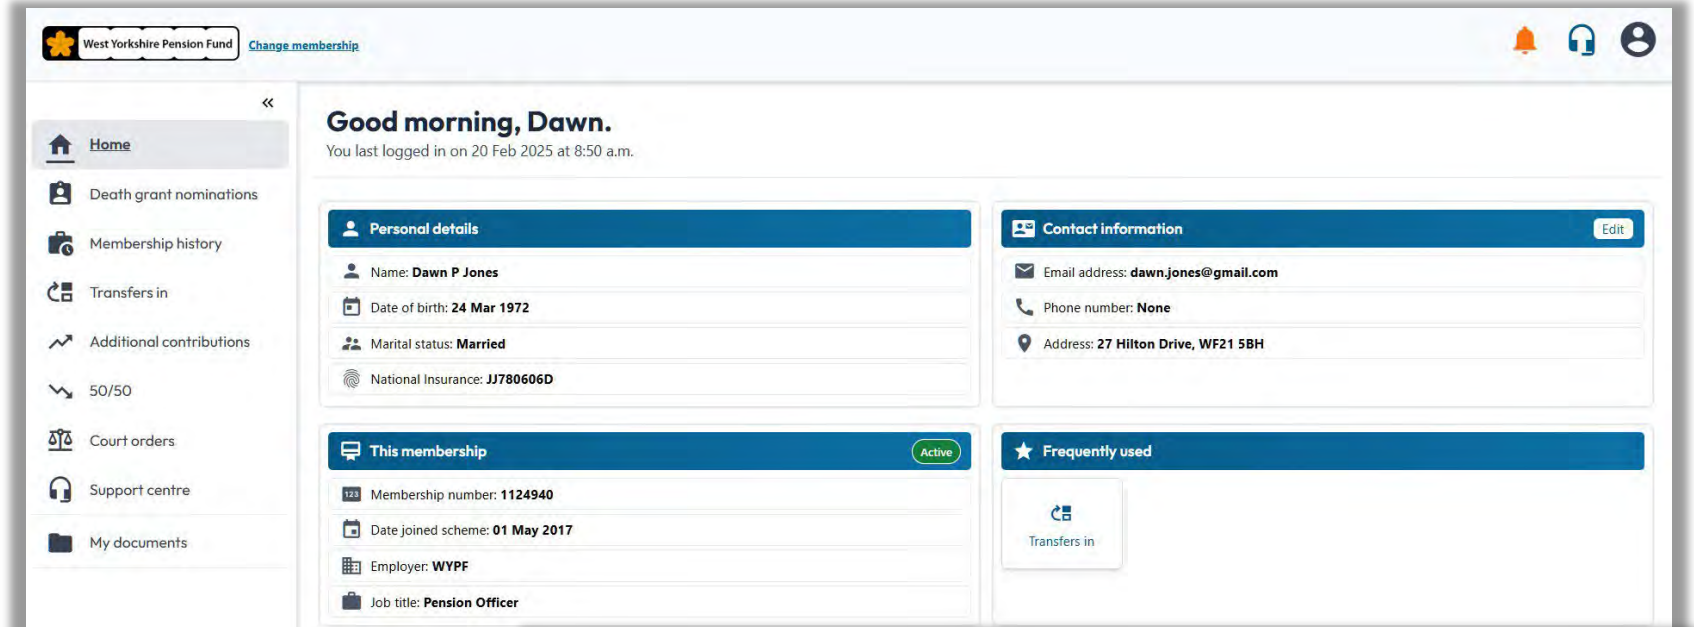 West Yorkshire Pension Fund
Change membership
«
Home
Death grant nominations
Membership history
Transfers in
Additional contributions
50/50
Court orders
Support centre
My documents
Good morning, Dawn.
You last logged in on 20 Feb 2025 at 8:50 a.m.
Personal details
Name: Dawn P Jones
Date of birth: 24 Mar 1972
Marital status: Married
National Insurance: JJ780606D
Contact information
Edit
Email address: dawn.jones@gmail.com
Phone number: None
Address: 27 Hilton Drive, WF21 5BH
This membership
Active
123 Membership number: 1124940
Date joined scheme: 01 May 2017
Employer: WYPF
Job title: Pension Officer
Frequently used
Transfers in